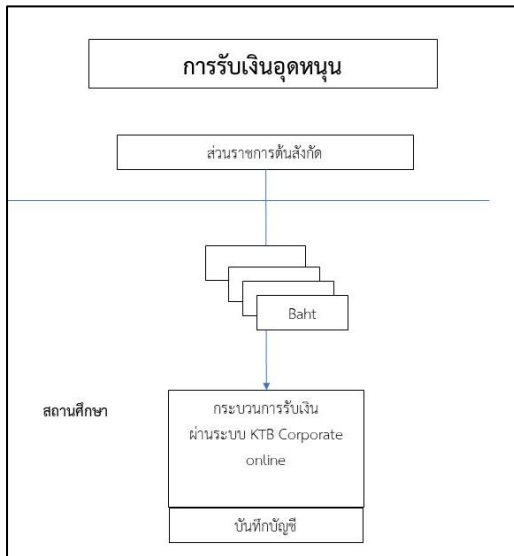 การรับเงินอุดหนุน
ส่วนราชการต้นสังกัด
Baht
สถานศึกษา
กระบวนการรับเงิน
ผ่านระบบ KTB Corporate
online
บันทึกบัญชี